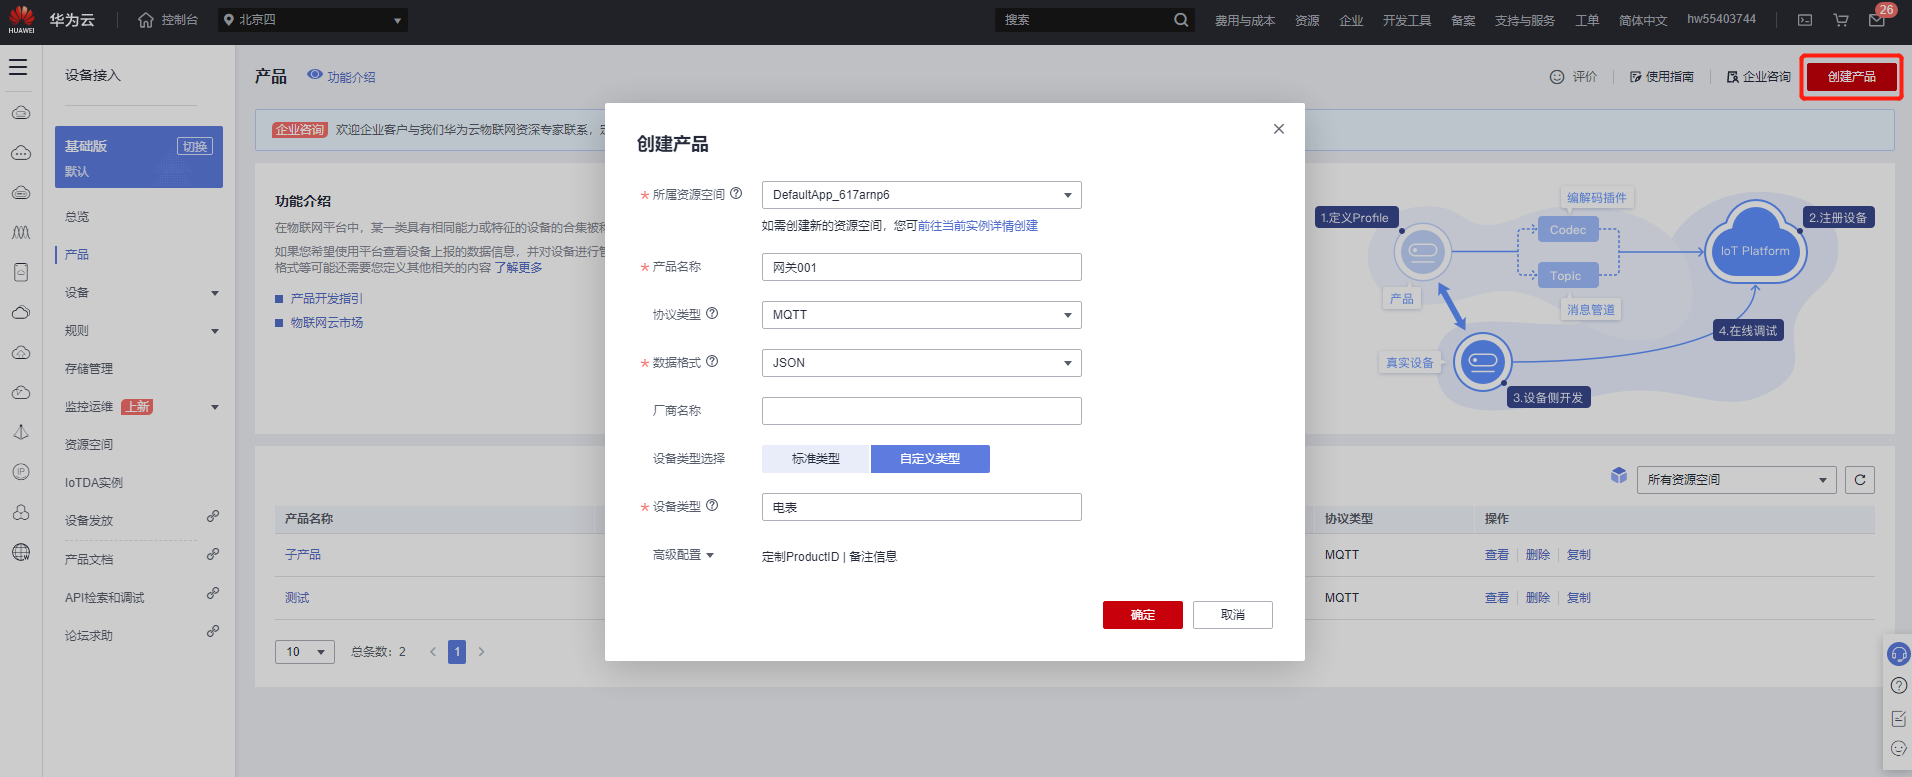 HUAWEI
华为云
控制台
北京四
搜索
费用与成本
资源
企业
开发工具
备案
支持与服务
工单
简体中文
hw55403744
26
设备接入
基础版
切换
默认
总览
产品
设备
规则
存储管理
监控运维 上新
资源空间
IoTDA实例
设备发放
产品文档
API检索和调试
论坛求助
IP
产品
功能介绍
评价
使用指南
企业咨询
创建产品
企业咨询 欢迎企业客户与我们华为云物联网资深专家联系，
功能介绍
在物联网平台中，某一类具有相同能力或特征的设备的合集被
如果您希望使用平台查看设备上报的数据信息，并对设备进行
格式等可能还需要您定义其他相关的内容 了解更多
产品开发指引
物联网云市场
创建产品
* 所属资源空间
DefaultApp_617arnp6
如需创建新的资源空间，您可前往当前实例详情创建
* 产品名称
网关001
协议类型
MQTT
* 数据格式
JSON
厂商名称
设备类型选择
标准类型
自定义类型
* 设备类型
电表
高级配置
定制ProductID | 备注信息
确定
取消
1.定义Profile
编解码插件
Codec
2.注册设备
IoT Platform
Topic
产品
消息管道
4.在线调试
真实设备
3.设备侧开发
所有资源空间
产品名称
协议类型
操作
子产品
MQTT
查看 删除 复制
测试
MQTT
查看 删除 复制
10
总条数：2
1